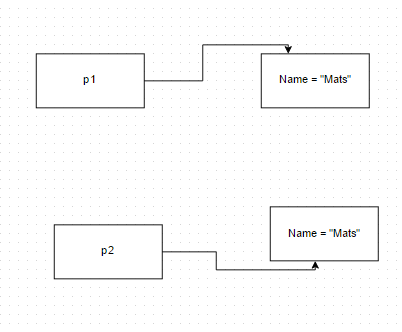 p1
Name = "Mats"
p2
Name = "Mats"